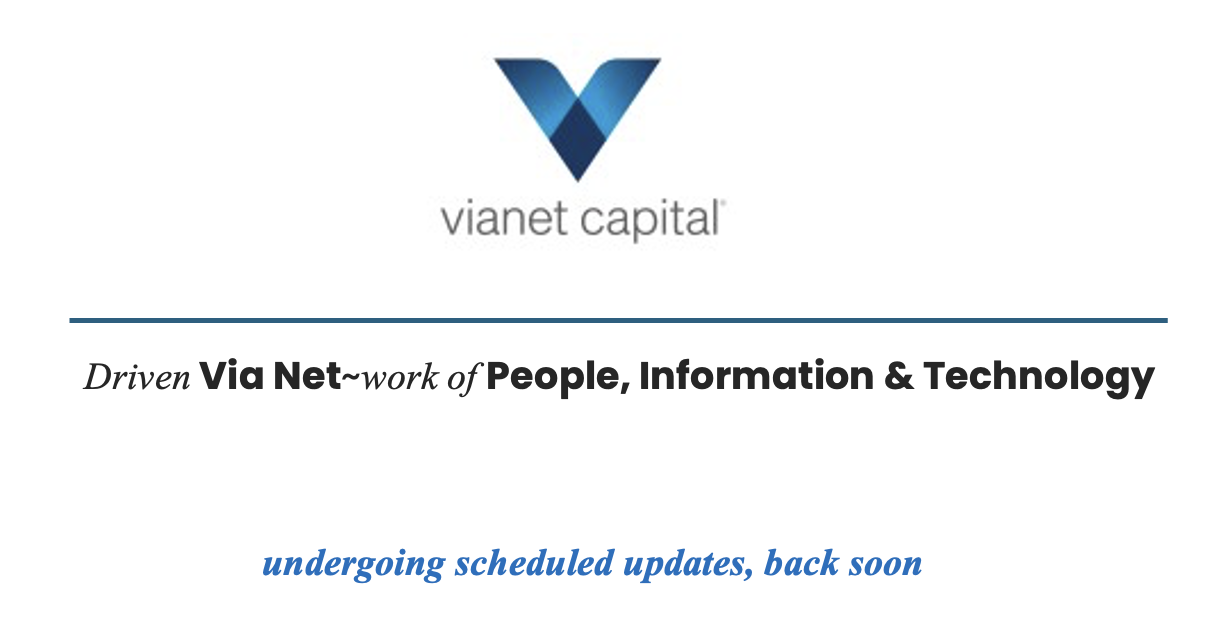 vianet capital
Driven Via Net~work of People, Information & Technology
undergoing scheduled updates, back soon